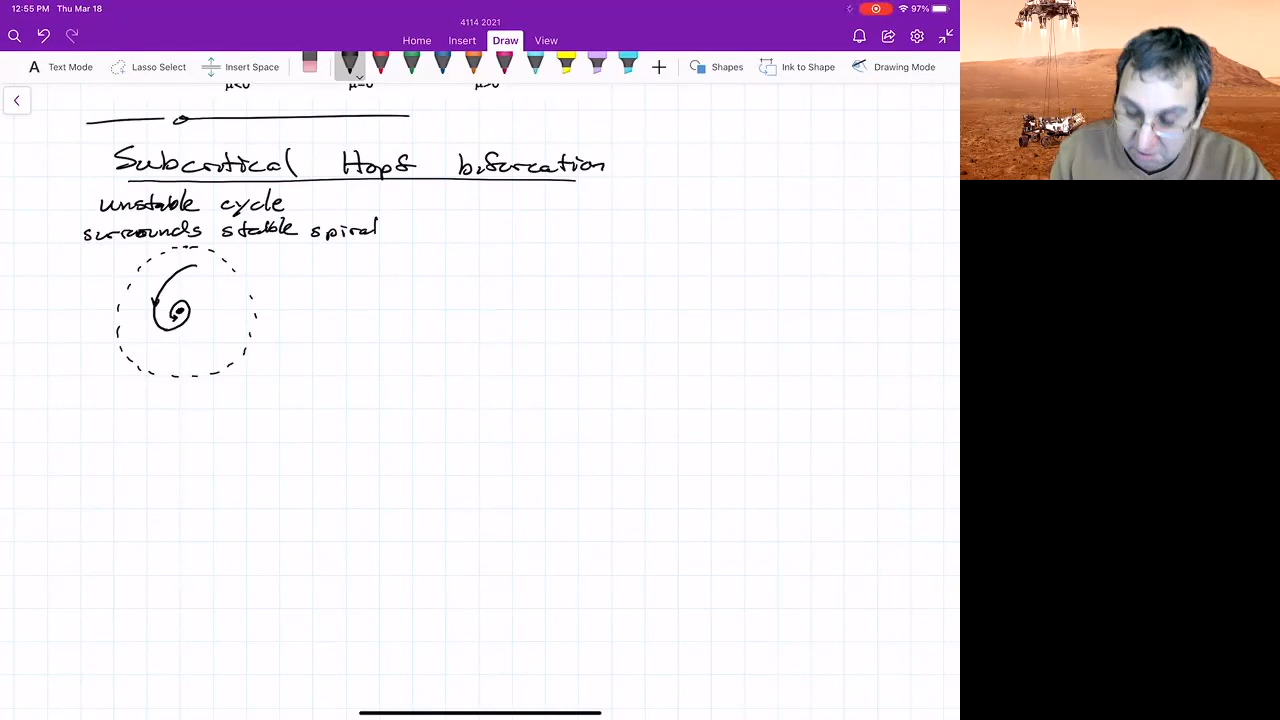 12:55 PM Thu Mar 18
97%
4114 2021
Home Insert Draw View
A Text Mode Lasso Select Insert Space Shapes Ink to Shape Drawing Mode
Subcritical Hopf bifurcation
unstable cycle
surrounds stable spiral